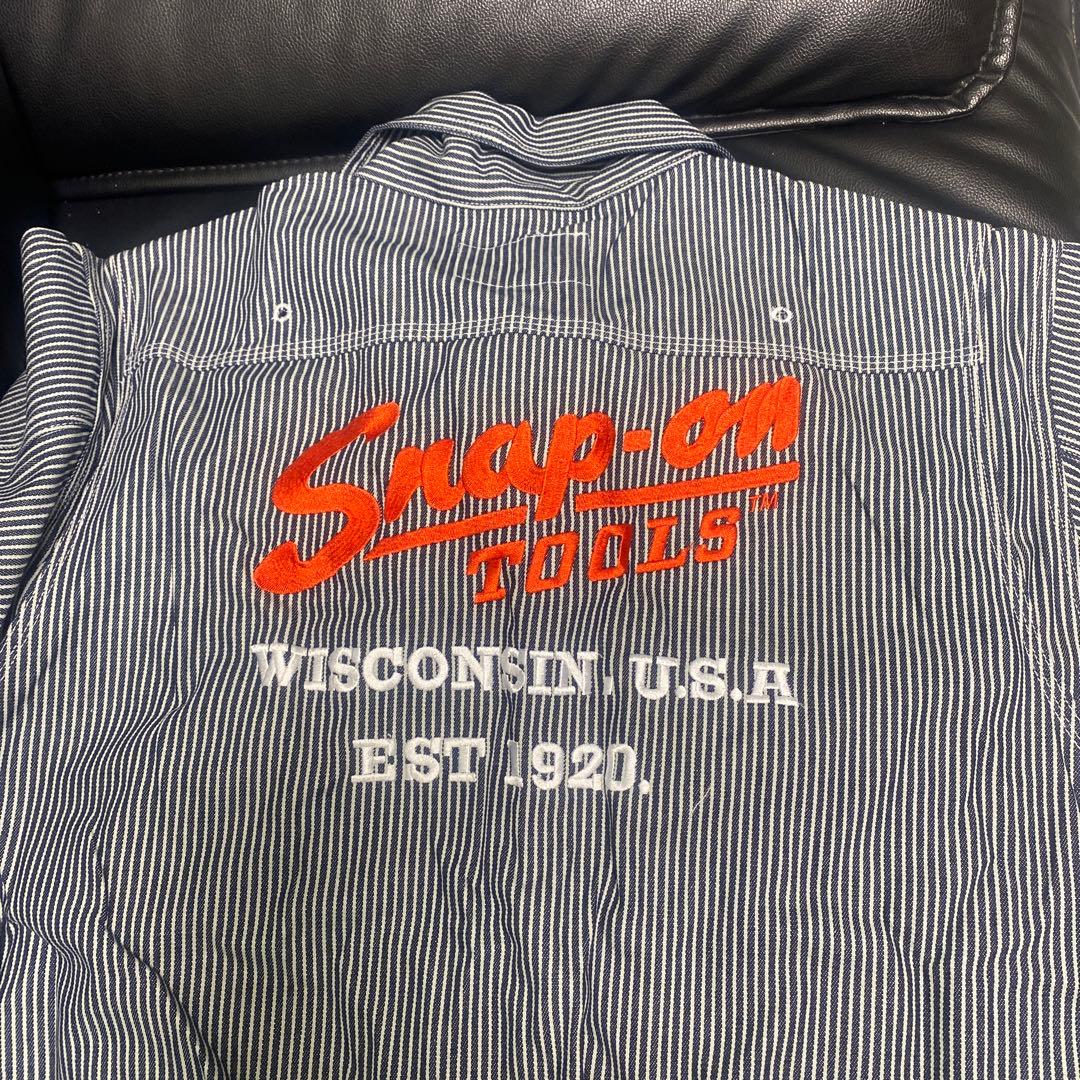 Snap-on
TOOLS™
WISCONSIN, U.S.A
EST 1920.